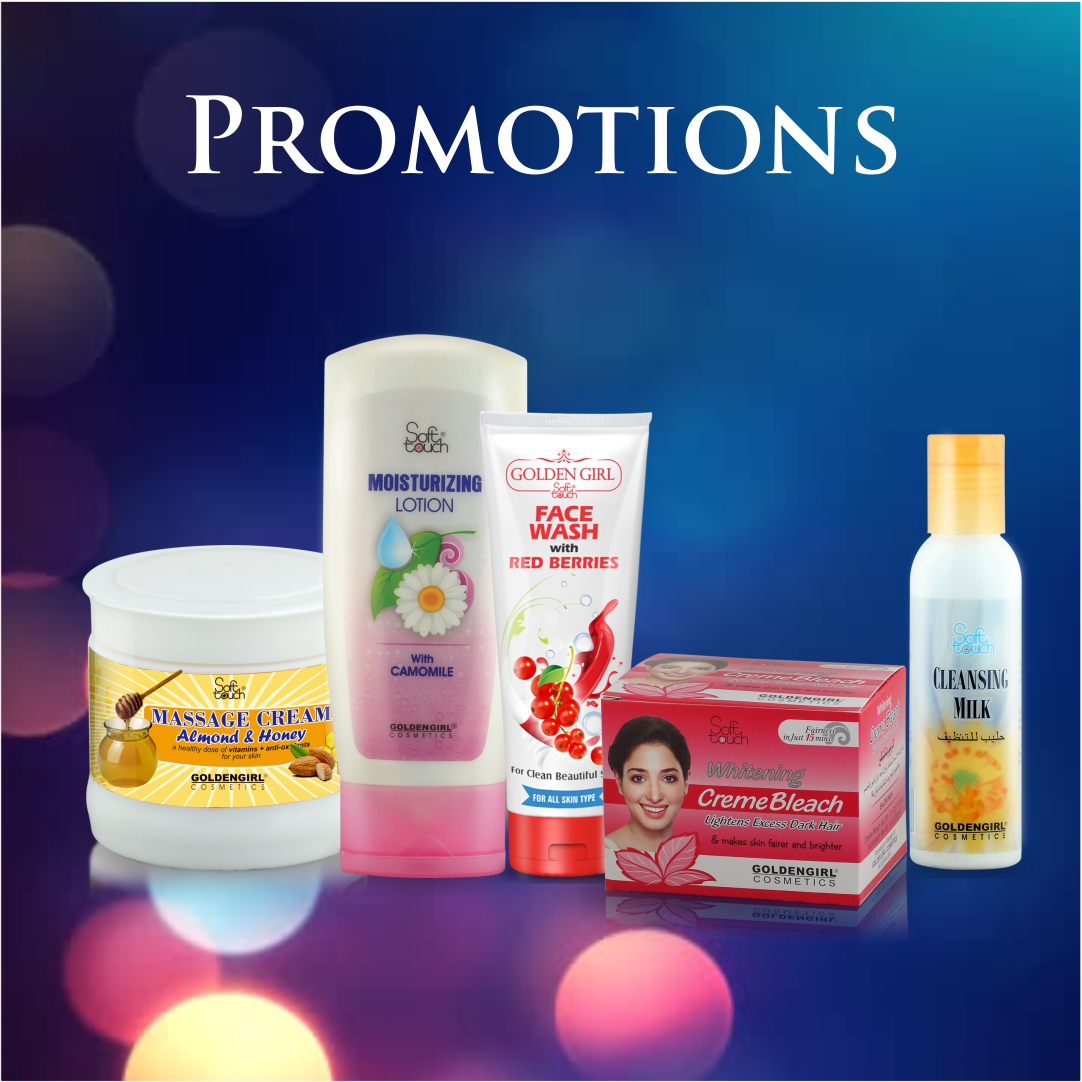 PROMOTIONS
Soft touch
MASSAGE CREAM
Almond & Honey
a healthy dose of vitamins + anti-oxidants
for your skin
GOLDENGIRL®
COSMETICS
Soft® touch
MOISTURIZING
LOTION
With
CAMOMILE
GOLDENGIRL®
COSMETICS
GOLDEN GIRL
Soft® touch
FACE
WASH
with
RED BERRIES
For Clean Beautiful
FOR ALL SKIN TYPE
CremeBleach
GOLDENGIRL
COSMETICS
Soft touch
Fairness
in Just 15 mins
Whitening
CremeBleach
Lightens Excess Dark Hair
& makes skin fairer and brighter
GOLDENGIRL®
COSMETICS
Soft touch
CLEANSING
MILK
حليب للتنظيف
GOLDENGIRL®
COSMETICS